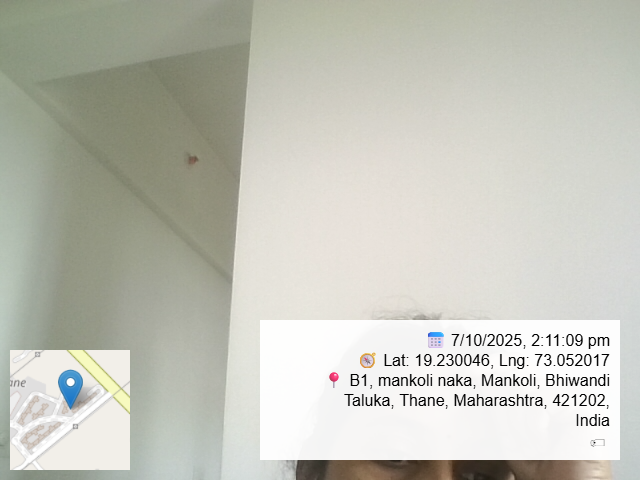 7/10/2025, 2:11:09 pm
Lat: 19.230046, Lng: 73.052017
B1, mankoli naka, Mankoli, Bhiwandi
Taluka, Thane, Maharashtra, 421202,
India
ane